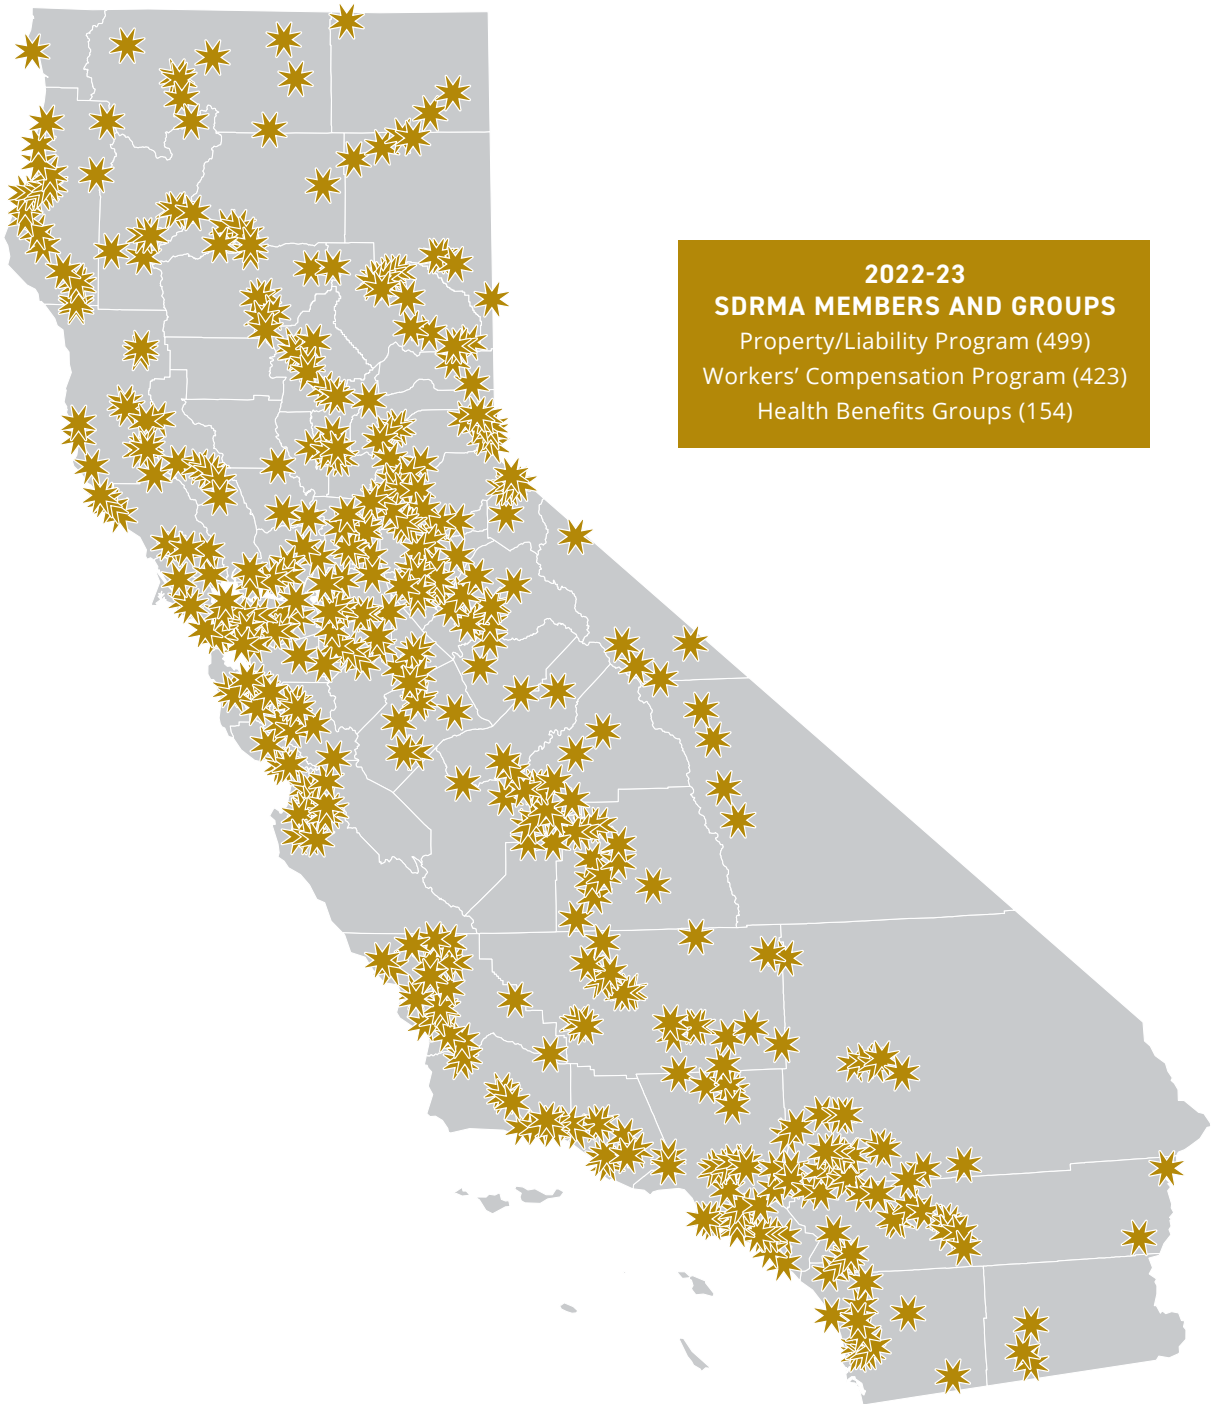 2022-23
SDRMA MEMBERS AND GROUPS
Property/Liability Program (499)
Workers’ Compensation Program (423)
Health Benefits Groups (154)